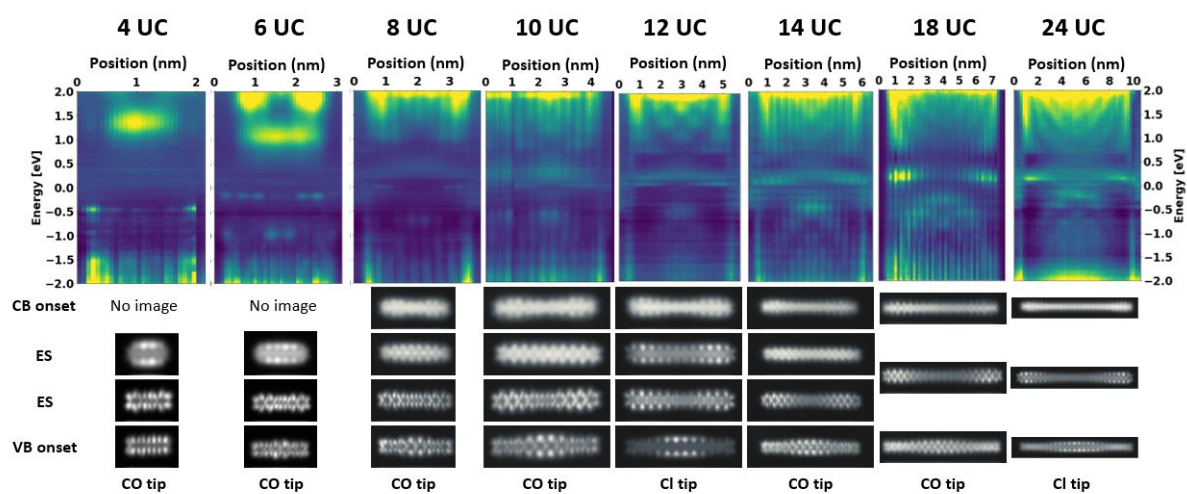 4 UC 6 UC 8 UC 10 UC 12 UC 14 UC 18 UC 24 UC
Position (nm) Position (nm) Position (nm) Position (nm) Position (nm) Position (nm) Position (nm) Position (nm)
0 1 2 0 1 2 3 0 1 2 3 0 1 2 3 4 0 1 2 3 4 5 0 1 2 3 4 5 6 0 1 2 3 4 5 6 7 0 2 4 6 8 10
2.0 2.0
1.5 1.5
1.0 1.0
0.5 0.5
0.0 0.0
−0.5 −0.5
−1.0 −1.0
−1.5 −1.5
−2.0 −2.0
Energy [eV]
Energy [eV]
CB onset No image No image
ES
ES
VB onset
CO tip CO tip CO tip CO tip Cl tip CO tip CO tip Cl tip